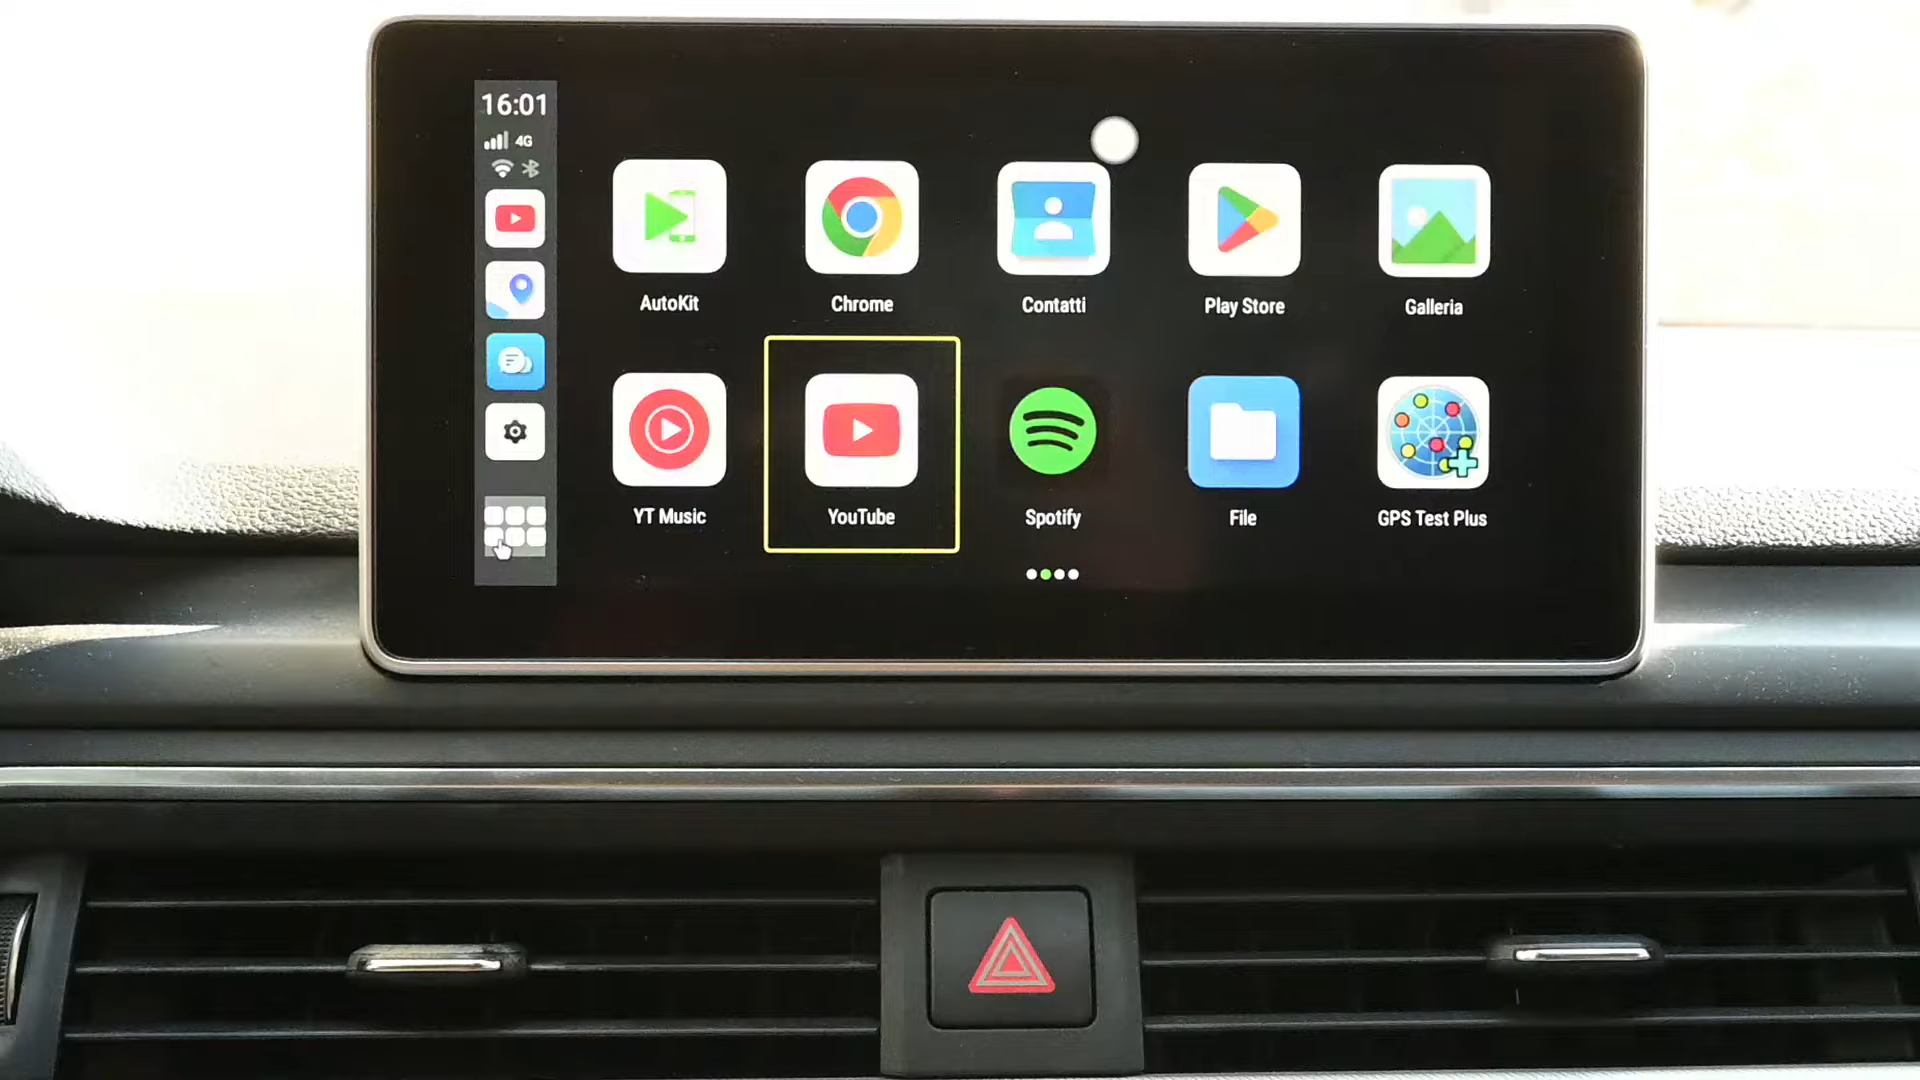 16:01
4G
AutoKit
Chrome
Contatti
Play Store
Galleria
YT Music
YouTube
Spotify
File
GPS Test Plus